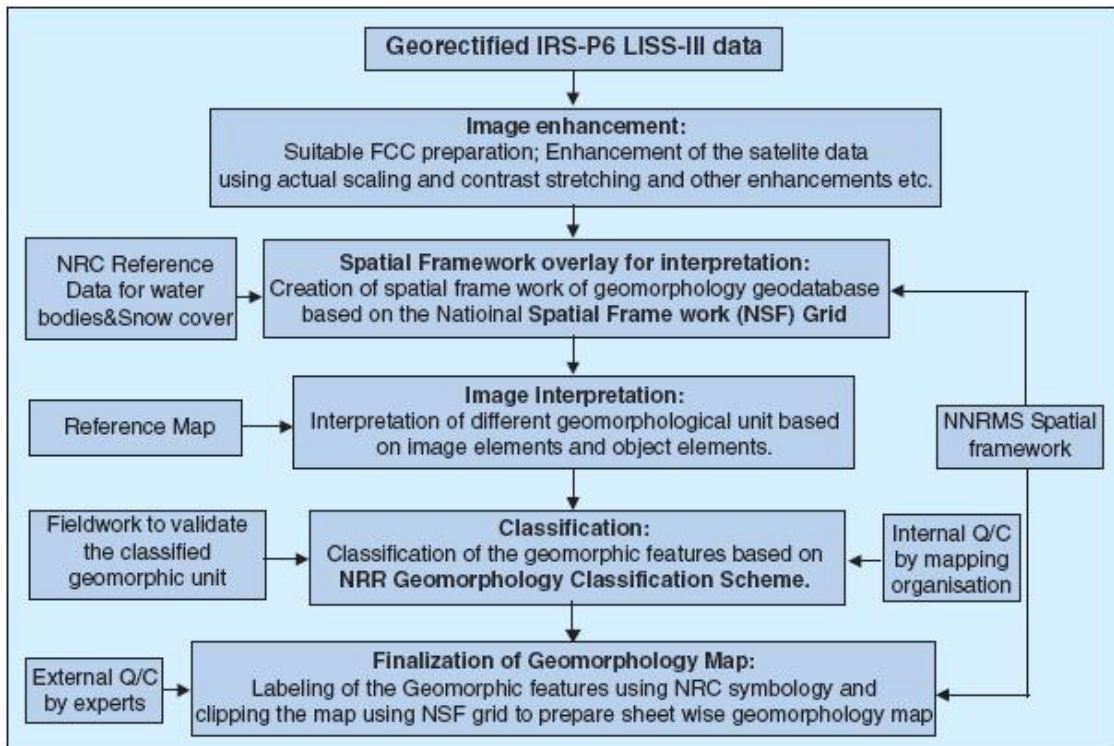 Georectified IRS-P6 LISS-III data
Image enhancement:
Suitable FCC preparation; Enhancement of the satelite data
using actual scaling and contrast stretching and other enhancements etc.
NRC Reference
Data for water
bodies&Snow cover
Spatial Framework overlay for interpretation:
Creation of spatial frame work of geomorphology geodatabase
based on the Natioinal Spatial Frame work (NSF) Grid
Image Interpretation:
Interpretation of different geomorphological unit based
on image elements and object elements.
Reference Map
NNRMS Spatial
framework
Fieldwork to validate
the classified
geomorphic unit
Classification:
Classification of the geomorphic features based on
NRR Geomorphology Classification Scheme.
Internal Q/C
by mapping
organisation
External Q/C
by experts
Finalization of Geomorphology Map:
Labeling of the Geomorphic features using NRC symbology and
clipping the map using NSF grid to prepare sheet wise geomorphology map